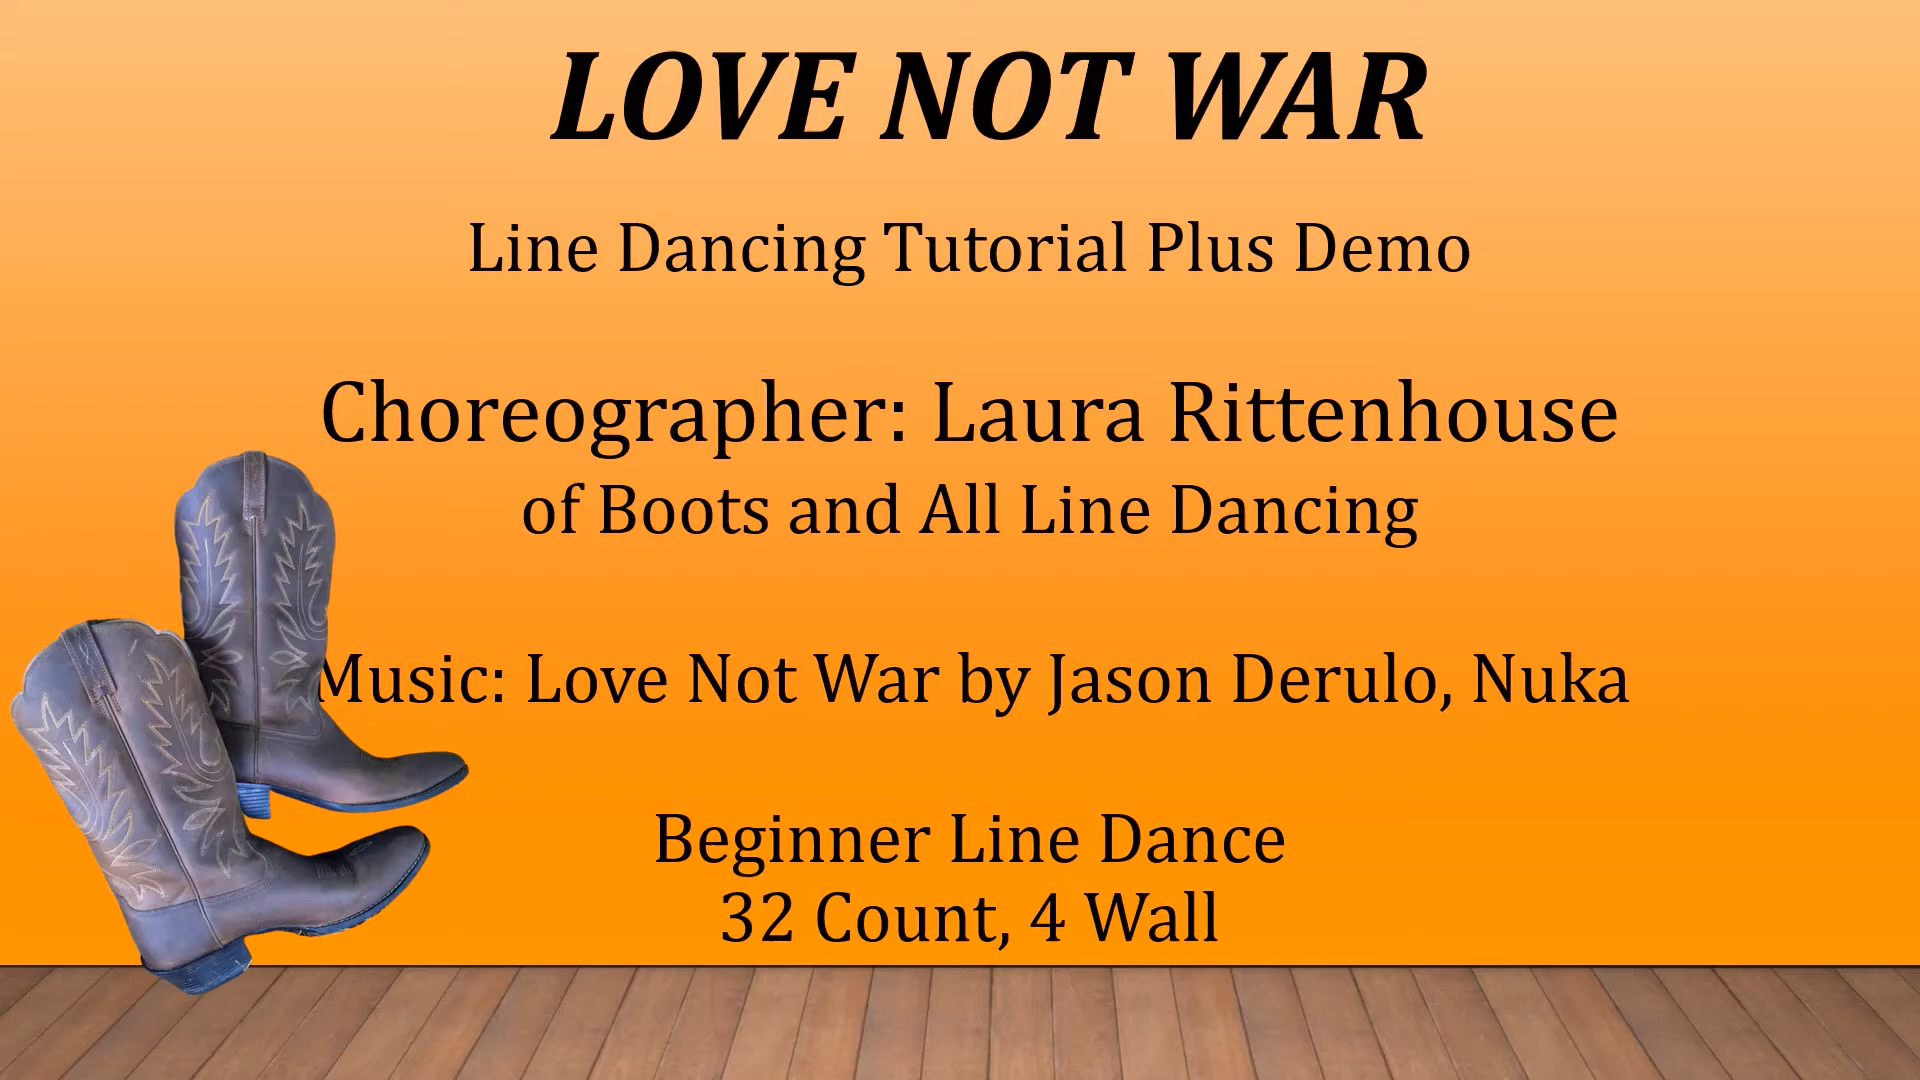 LOVE NOT WAR
Line Dancing Tutorial Plus Demo
Choreographer: Laura Rittenhouse
of Boots and All Line Dancing
Music: Love Not War by Jason Derulo, Nuka
Beginner Line Dance
32 Count, 4 Wall